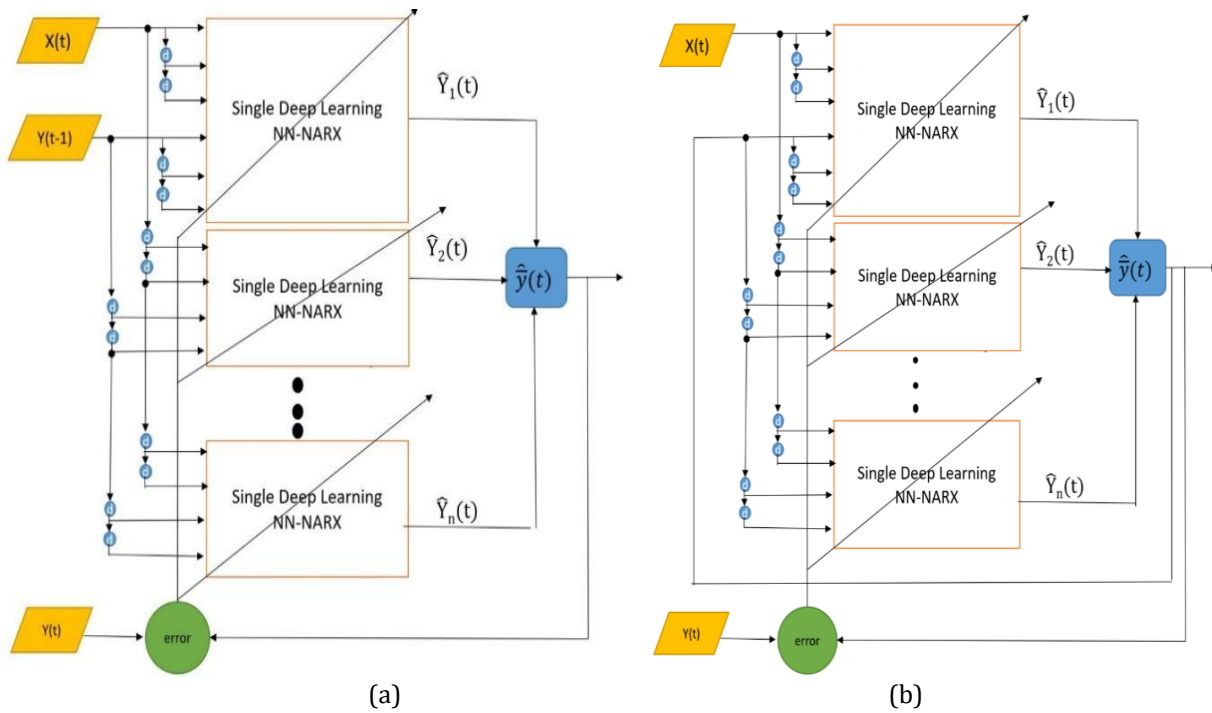 X(t)
Y(t-1)
d
d
d
d
Single Deep Learning
NN-NARX
Ŷ₁(t)
d
d
d
d
Single Deep Learning
NN-NARX
Ŷ₂(t)
ŷ̄(t)
d
d
d
d
Single Deep Learning
NN-NARX
Ŷₙ(t)
Y(t)
error
(a)
X(t)
d
d
d
d
Single Deep Learning
NN-NARX
Ŷ₁(t)
d
d
d
d
Single Deep Learning
NN-NARX
Ŷ₂(t)
ŷ̄(t)
d
d
d
d
Single Deep Learning
NN-NARX
Ŷₙ(t)
Y(t)
error
(b)